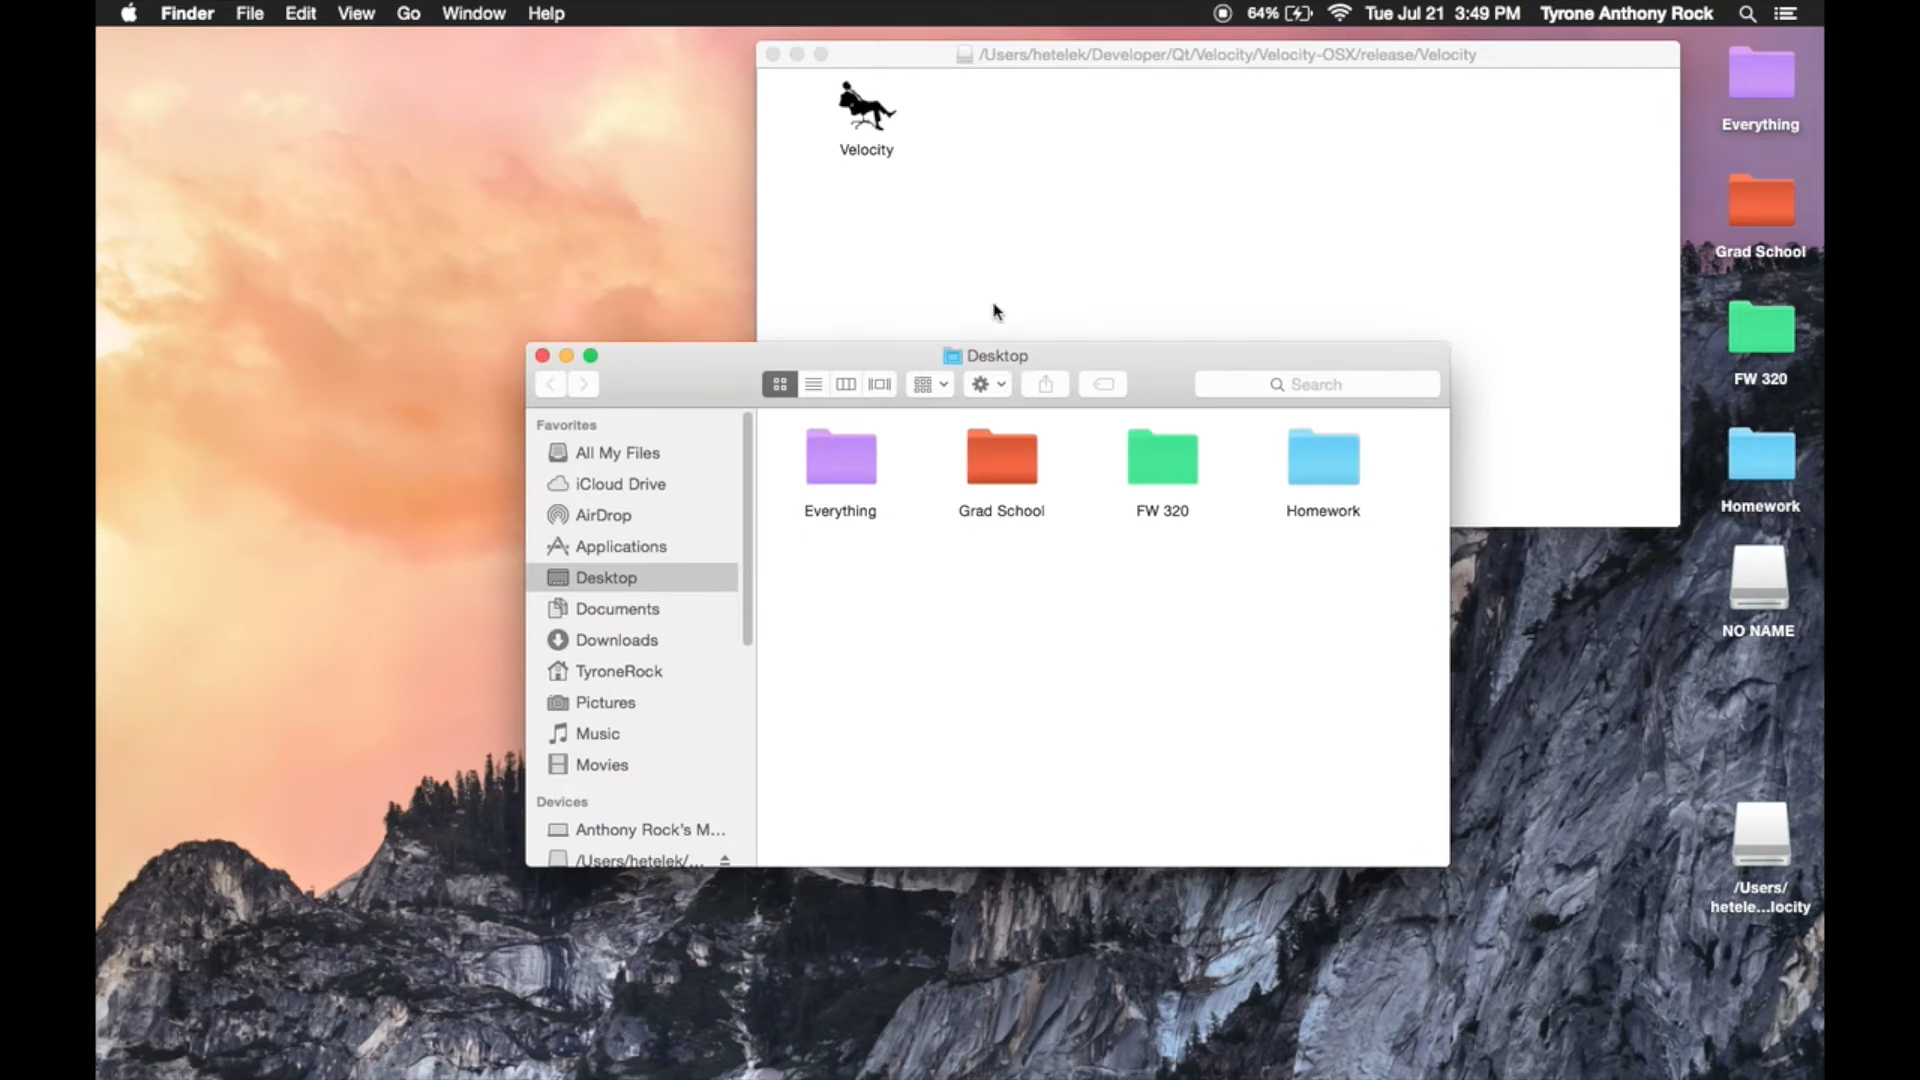 Finder File Edit View Go Window Help 64% Tue Jul 21 3:49 PM Tyrone Anthony Rock
/Users/hetelek/Developer/Qt/Velocity/Velocity-OSX/release/Velocity
Velocity
Desktop
Search
Favorites
All My Files
iCloud Drive
AirDrop
Applications
Desktop
Documents
Downloads
TyroneRock
Pictures
Music
Movies
Devices
Anthony Rock's M...
/Users/hetelek/...
Everything
Grad School
FW 320
Homework
Everything
Grad School
FW 320
Homework
NO NAME
/Users/
hetele...locity